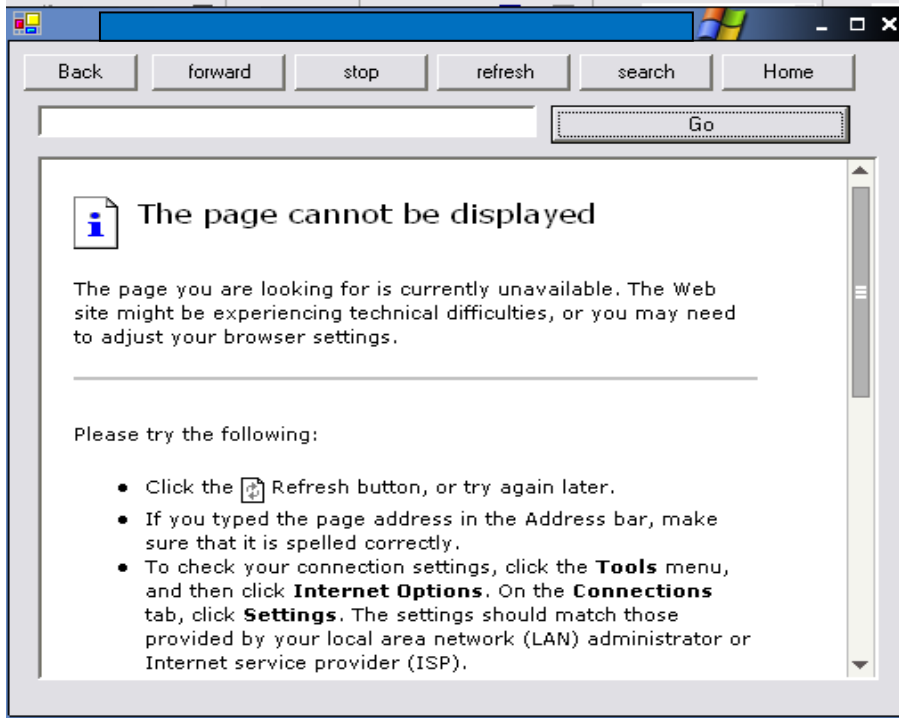 Back forward stop refresh search Home
Go
The page cannot be displayed
The page you are looking for is currently unavailable. The Web
site might be experiencing technical difficulties, or you may need
to adjust your browser settings.
Please try the following:
• Click the Refresh button, or try again later.
• If you typed the page address in the Address bar, make
sure that it is spelled correctly.
• To check your connection settings, click the Tools menu,
and then click Internet Options. On the Connections
tab, click Settings. The settings should match those
provided by your local area network (LAN) administrator or
Internet service provider (ISP).